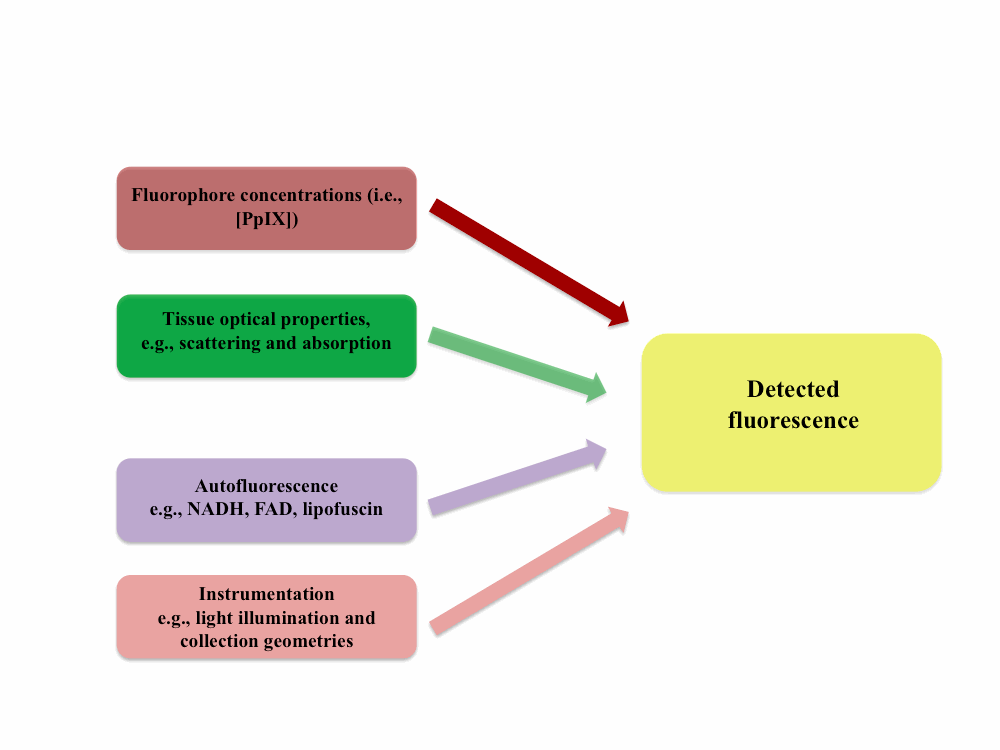 Fluorophore concentrations (i.e.,
[PpIX])
Tissue optical properties,
e.g., scattering and absorption
Autofluorescence
e.g., NADH, FAD, lipofuscin
Instrumentation
e.g., light illumination and
collection geometries
Detected
fluorescence